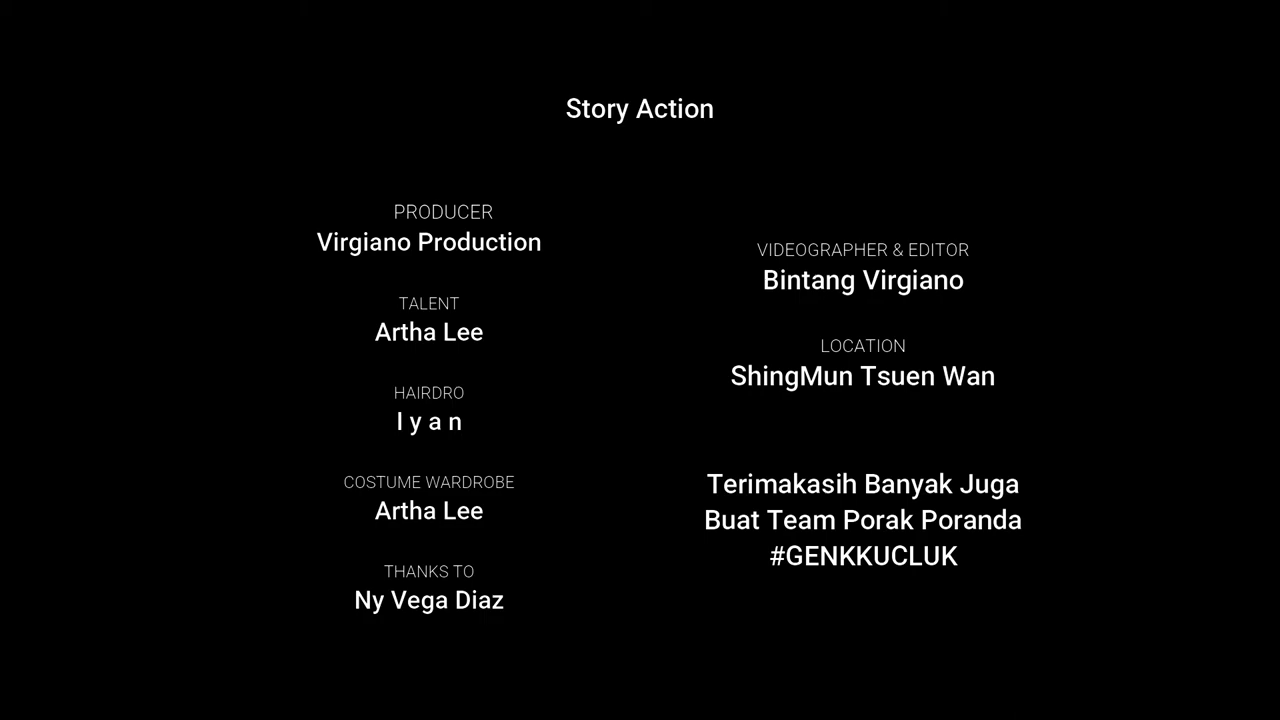 Story Action
PRODUCER
Virgiano Production
TALENT
Artha Lee
HAIRDRO
I y a n
COSTUME WARDROBE
Artha Lee
THANKS TO
Ny Vega Diaz
VIDEOGRAPHER & EDITOR
Bintang Virgiano
LOCATION
ShingMun Tsuen Wan
Terimakasih Banyak Juga
Buat Team Porak Poranda
#GENKKUCLUK